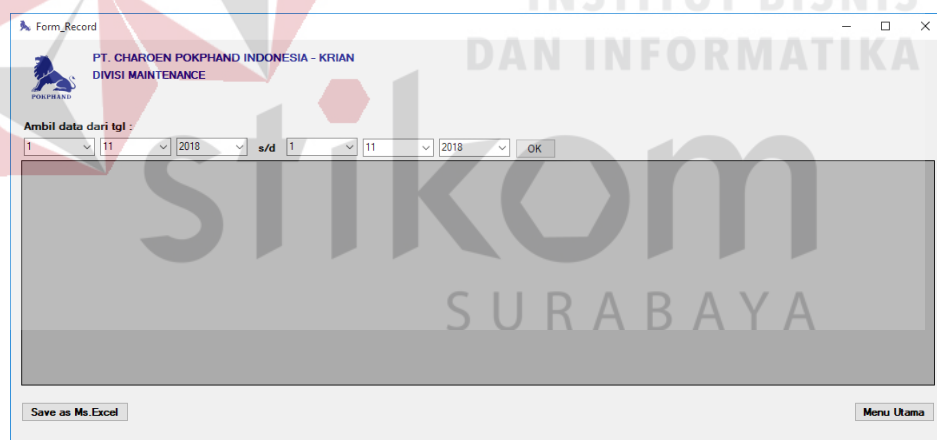 INSTITUT BISNIS
DAN INFORMATIKA
stikom
SURABAYA
Form_Record
PT. CHAROEN POKPHAND INDONESIA - KRIAN
DIVISI MAINTENANCE
POKPHAND
Ambil data dari tgl :
1 11 2018 s/d 1 11 2018 OK
Save as Ms.Excel Menu Utama